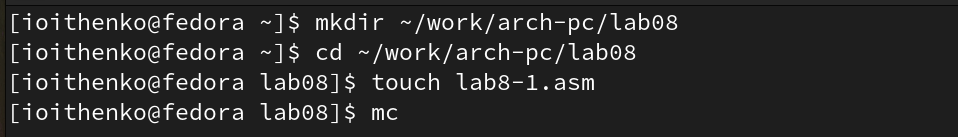 [ioithenko@fedora ~]$ mkdir ~/work/arch-pc/lab08
[ioithenko@fedora ~]$ cd ~/work/arch-pc/lab08
[ioithenko@fedora lab08]$ touch lab8-1.asm
[ioithenko@fedora lab08]$ mc